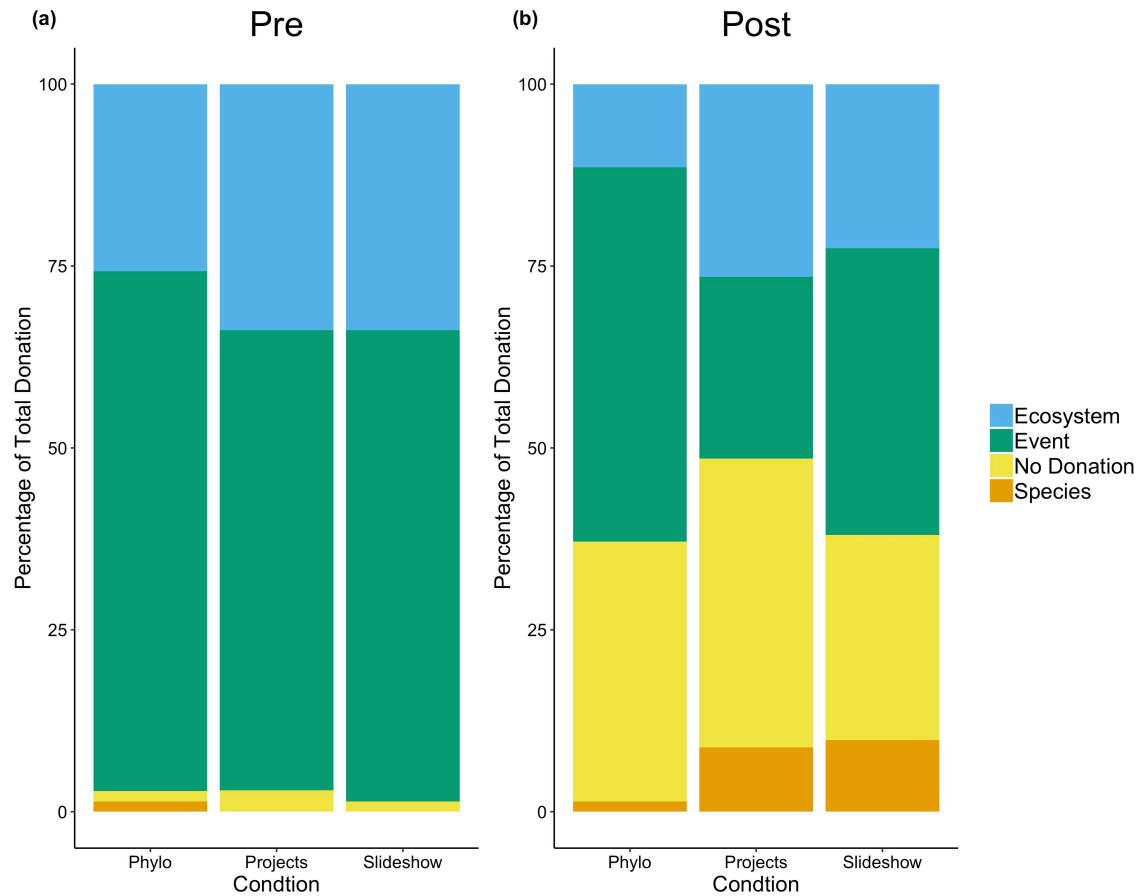 (a)
Pre
Percentage of Total Donation
100
75
50
25
0
Phylo Projects Slideshow
Condtion
(b)
Post
Percentage of Total Donation
100
75
50
25
0
Phylo Projects Slideshow
Condtion
Ecosystem
Event
No Donation
Species